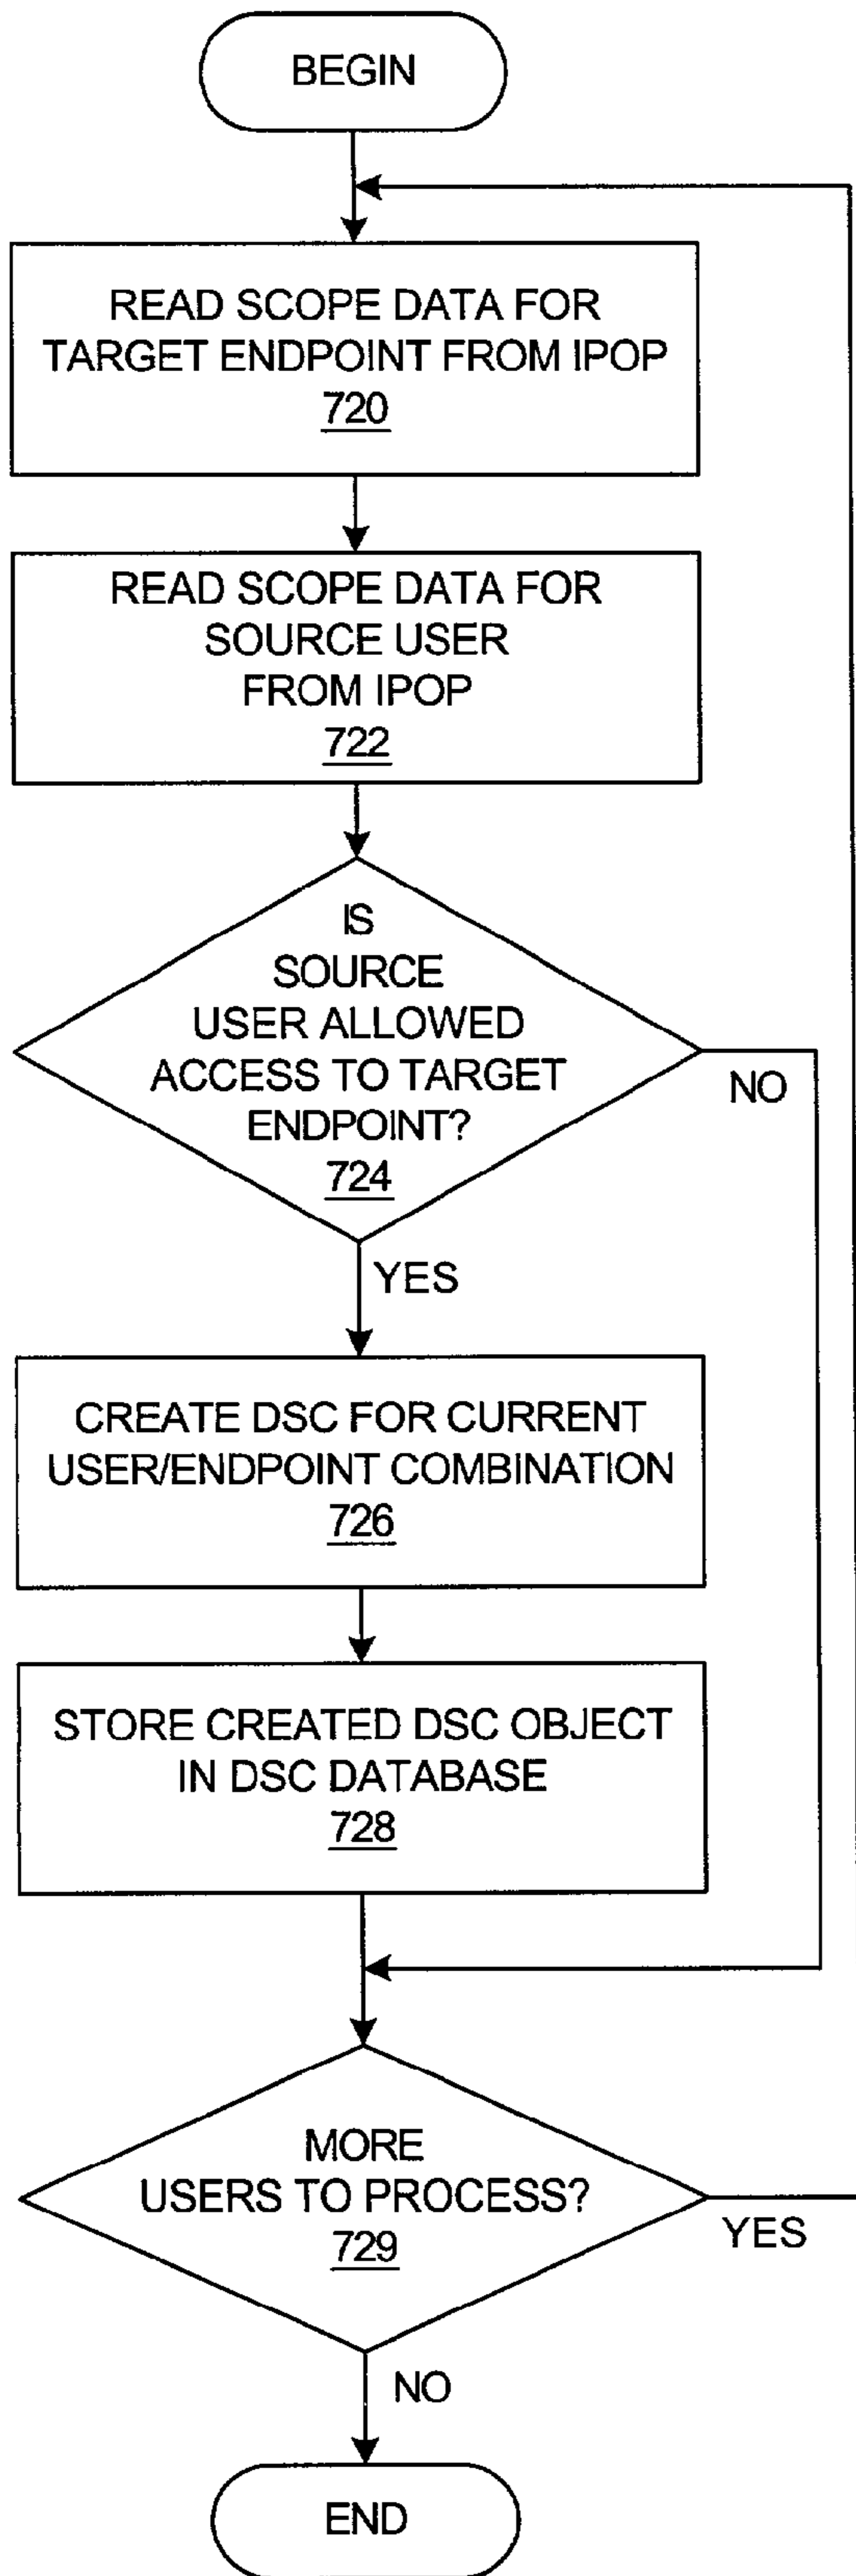 BEGIN
READ SCOPE DATA FOR
TARGET ENDPOINT FROM IPOP
720
READ SCOPE DATA FOR
SOURCE USER
FROM IPOP
722
IS
SOURCE
USER ALLOWED
ACCESS TO TARGET
ENDPOINT?
724
NO
YES
CREATE DSC FOR CURRENT
USER/ENDPOINT COMBINATION
726
STORE CREATED DSC OBJECT
IN DSC DATABASE
728
MORE
USERS TO PROCESS?
729
YES
NO
END